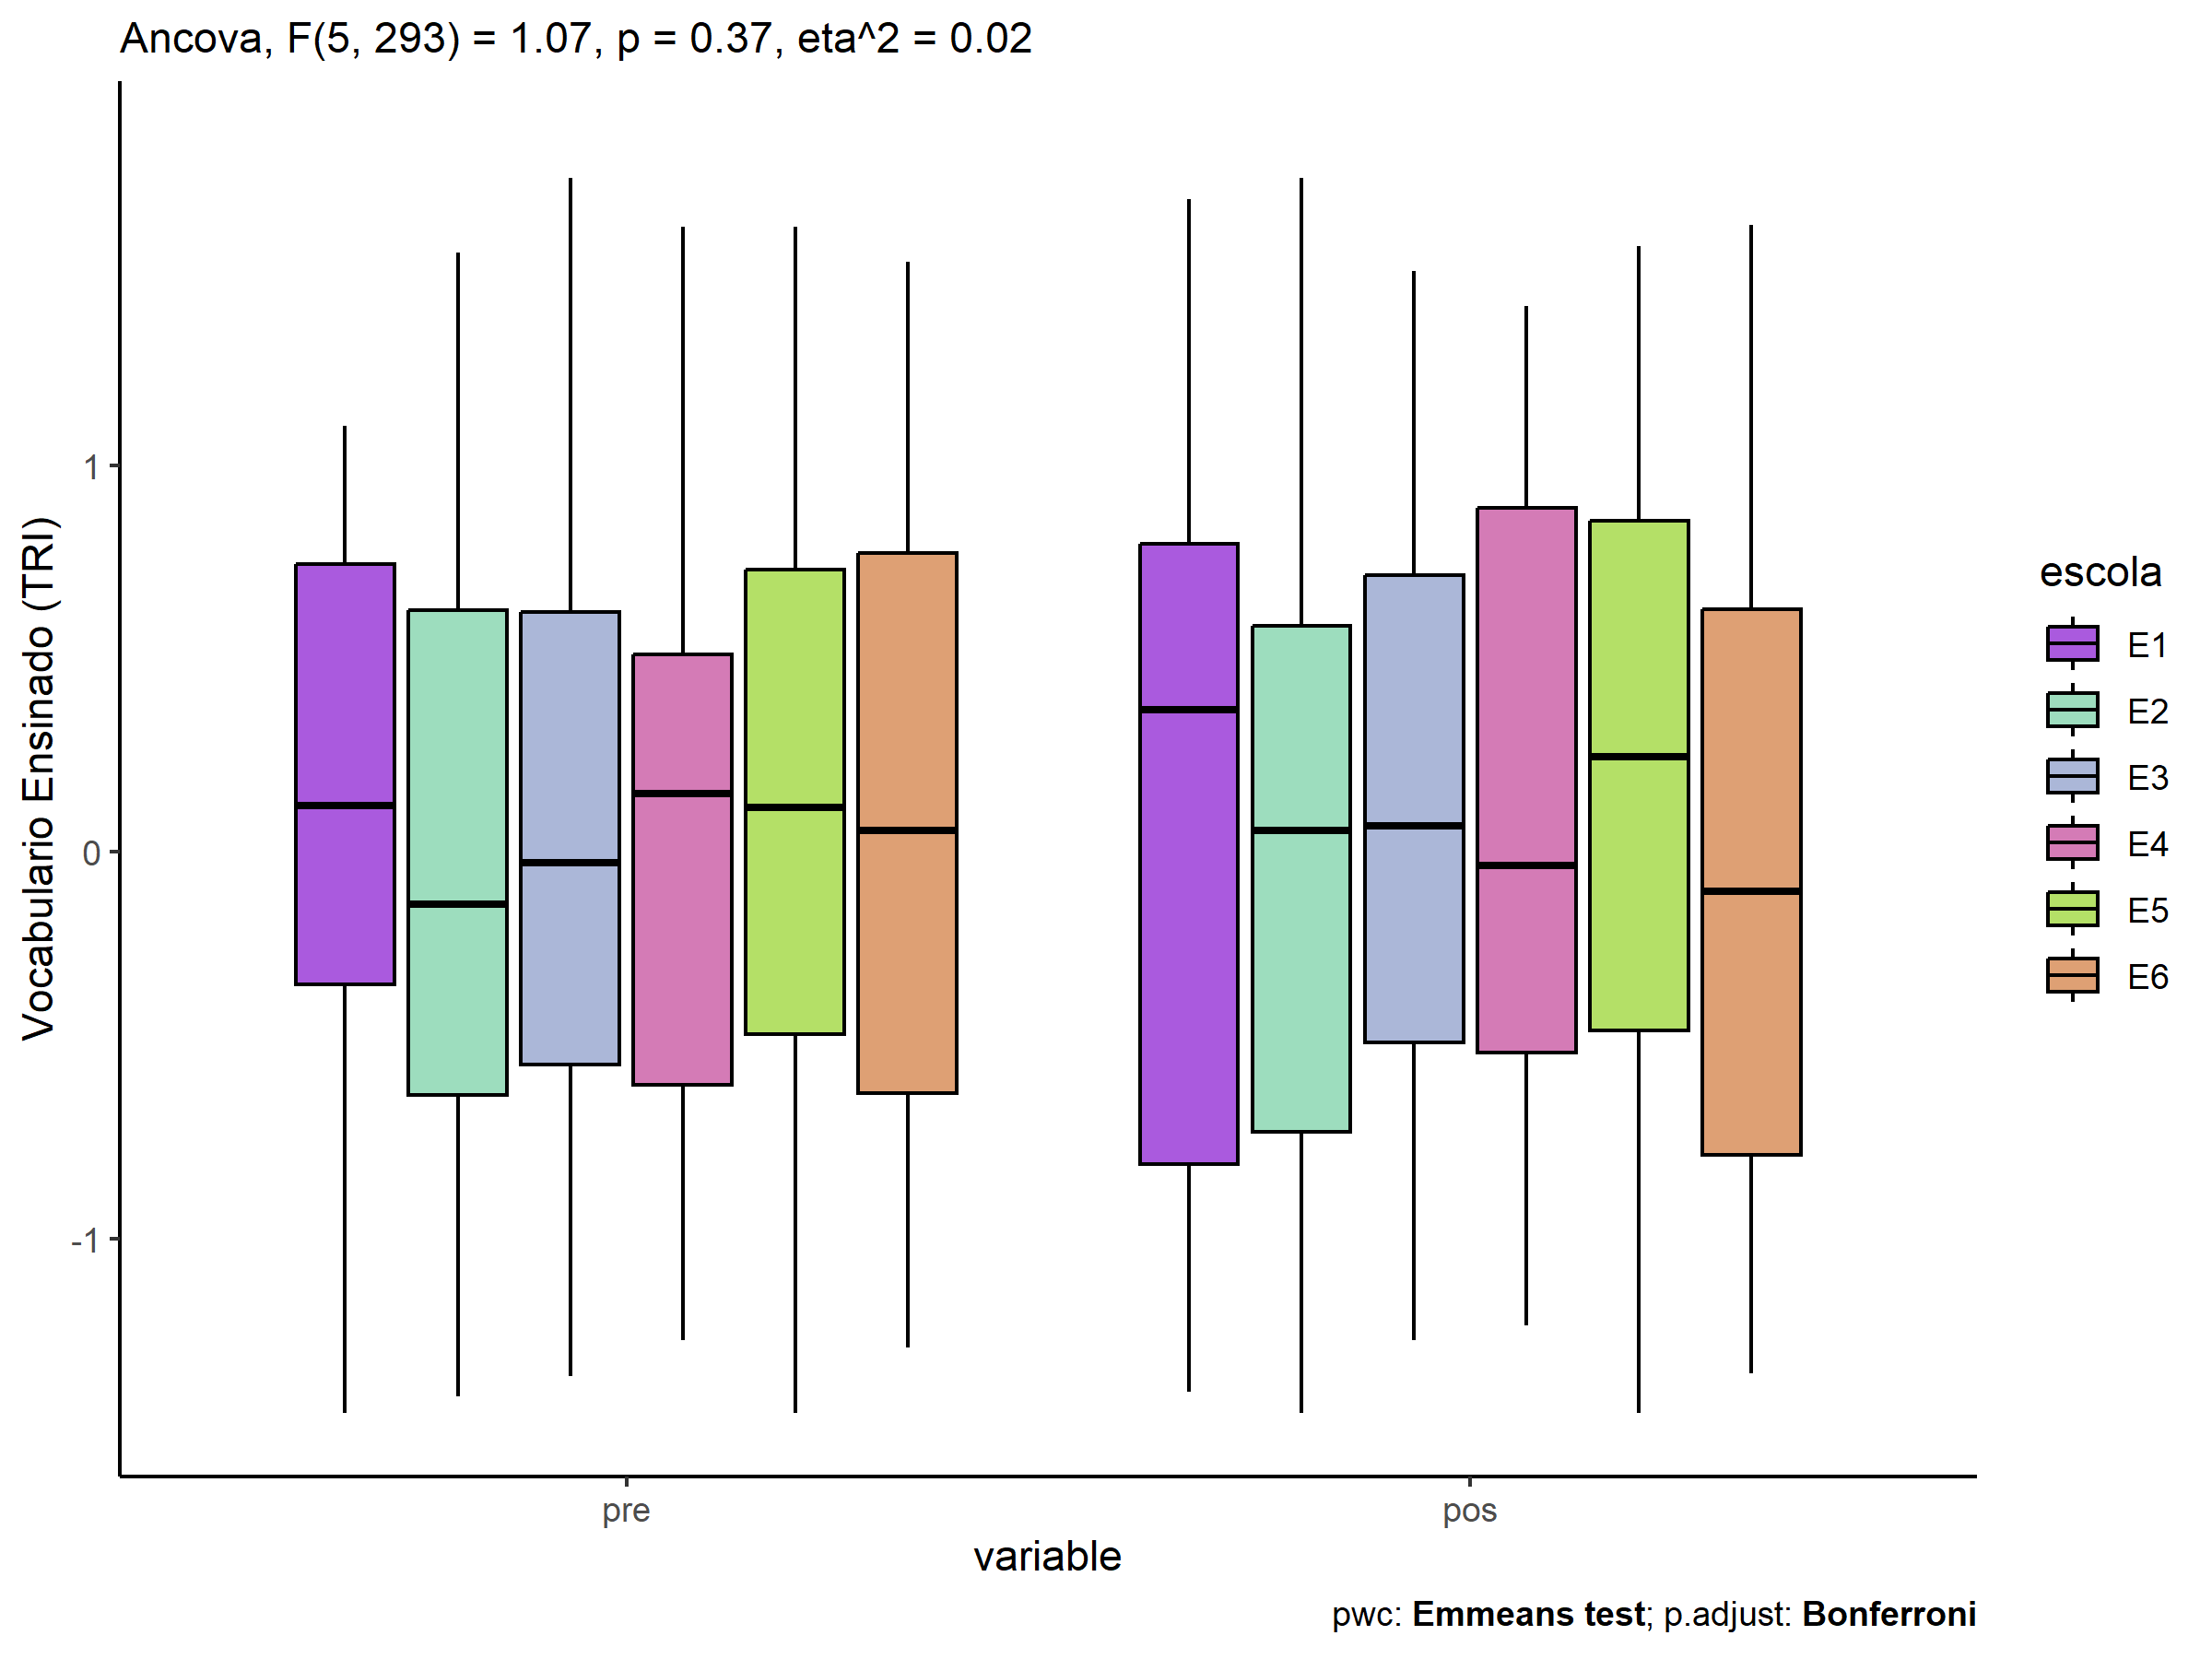 Ancova, F(5, 293) = 1.07, p = 0.37, eta^2 = 0.02
Vocabulario Ensinado (TRI)
1
0
-1
pre
pos
variable
escola
E1
E2
E3
E4
E5
E6
pwc: Emmeans test; p.adjust: Bonferroni